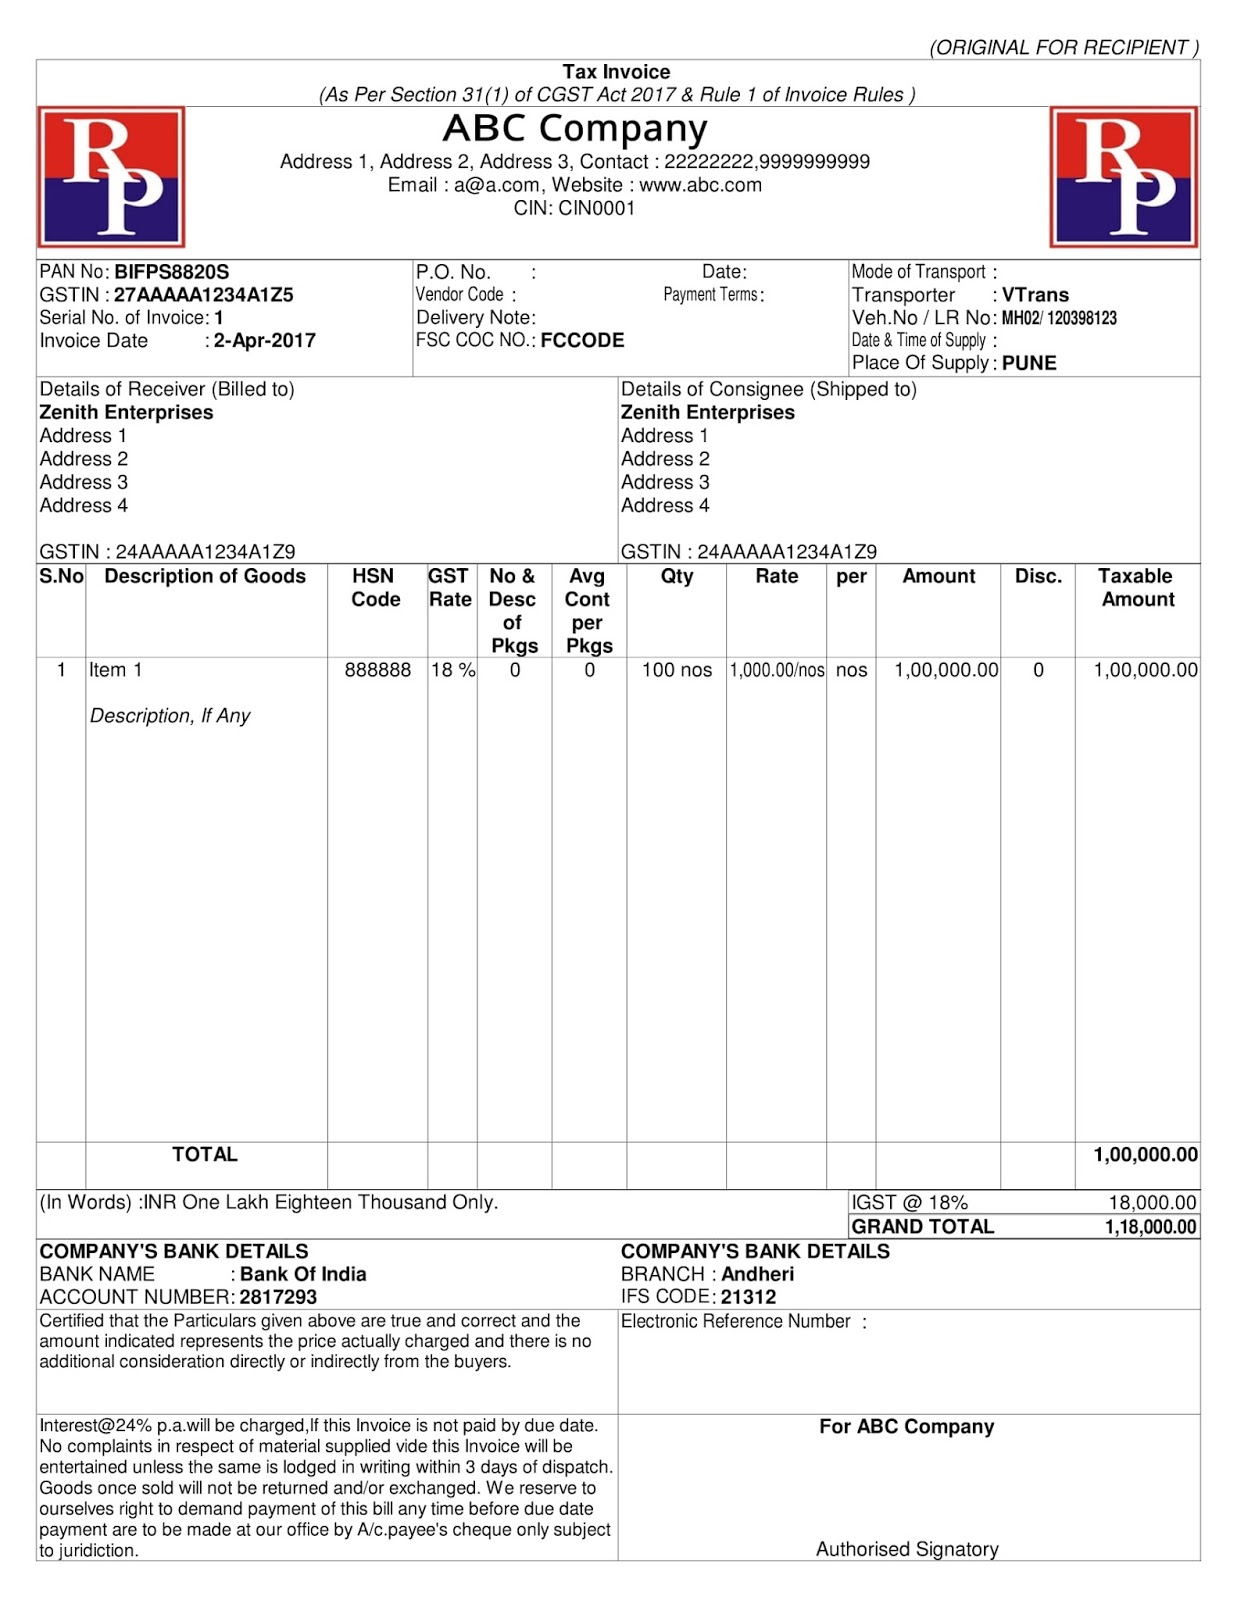 (ORIGINAL FOR RECIPIENT )
Tax Invoice
(As Per Section 31(1) of CGST Act 2017 & Rule 1 of Invoice Rules )
RP
ABC Company
RP
Address 1, Address 2, Address 3, Contact : 22222222,9999999999
Email : a@a.com, Website : www.abc.com
CIN: CIN0001
PAN No: BIFPS8820S
GSTIN : 27AAAAA1234A1Z5
Serial No. of Invoice: 1
Invoice Date : 2-Apr-2017
P.O. No. : Date:
Vendor Code : Payment Terms:
Delivery Note:
FSC COC NO.: FCCODE
Mode of Transport :
Transporter : VTrans
Veh.No / LR No: MH02/ 120398123
Date & Time of Supply :
Place Of Supply : PUNE
Details of Receiver (Billed to)
Zenith Enterprises
Address 1
Address 2
Address 3
Address 4
GSTIN : 24AAAAA1234A1Z9
Details of Consignee (Shipped to)
Zenith Enterprises
Address 1
Address 2
Address 3
Address 4
GSTIN : 24AAAAA1234A1Z9
S.No Description of Goods HSN Code GST Rate No & Desc of Pkgs Avg Cont per Pkgs Qty Rate per Amount Disc. Taxable Amount
1 Item 1 888888 18 % 0 0 100 nos 1,000.00/nos nos 1,00,000.00 0 1,00,000.00
Description, If Any
TOTAL 1,00,000.00
(In Words) :INR One Lakh Eighteen Thousand Only.
IGST @ 18% 18,000.00
GRAND TOTAL 1,18,000.00
COMPANY'S BANK DETAILS
BANK NAME : Bank Of India
ACCOUNT NUMBER: 2817293
COMPANY'S BANK DETAILS
BRANCH : Andheri
IFS CODE: 21312
Certified that the Particulars given above are true and correct and the
amount indicated represents the price actually charged and there is no
additional consideration directly or indirectly from the buyers.
Electronic Reference Number :
Interest@24% p.a.will be charged,If this Invoice is not paid by due date.
No complaints in respect of material supplied vide this Invoice will be
entertained unless the same is lodged in writing within 3 days of dispatch.
Goods once sold will not be returned and/or exchanged. We reserve to
ourselves right to demand payment of this bill any time before due date
payment are to be made at our office by A/c.payee's cheque only subject
to juridiction.
For ABC Company
Authorised Signatory